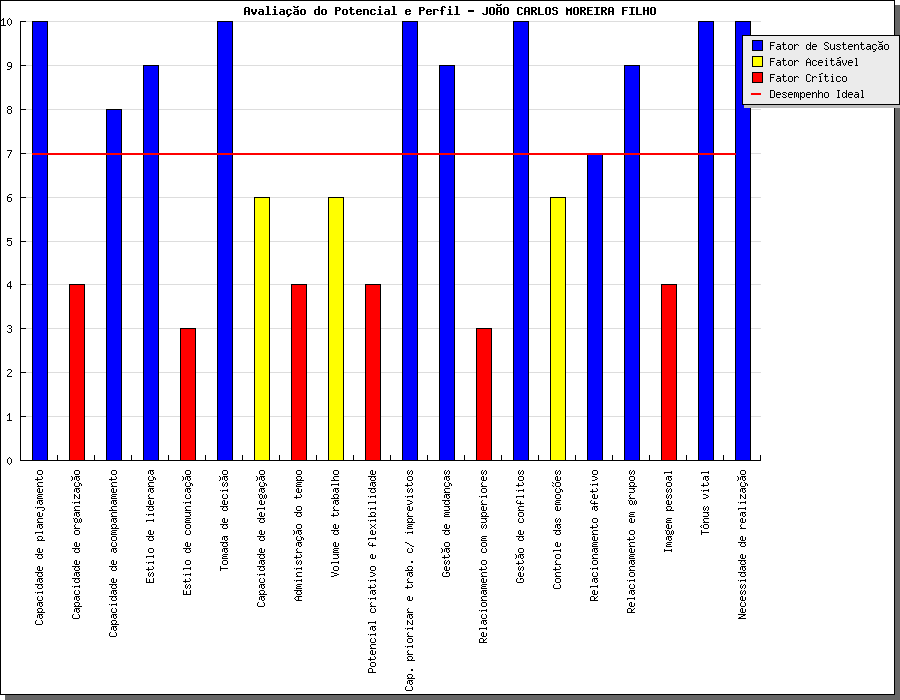 Avaliação do Potencial e Perfil - JOÃO CARLOS MOREIRA FILHO
Fator de Sustentação
Fator Aceitável
Fator Crítico
Desempenho Ideal
10
9
8
7
6
5
4
3
2
1
0
Capacidade de planejamento
Capacidade de organização
Capacidade de acompanhamento
Estilo de liderança
Estilo de comunicação
Tomada de decisão
Capacidade de delegação
Administração do tempo
Volume de trabalho
Potencial criativo e flexibilidade
Cap. priorizar e trab. c/ imprevistos
Gestão de mudanças
Relacionamento com superiores
Gestão de conflitos
Controle das emoções
Relacionamento afetivo
Relacionamento em grupos
Imagem pessoal
Tônus vital
Necessidade de realização